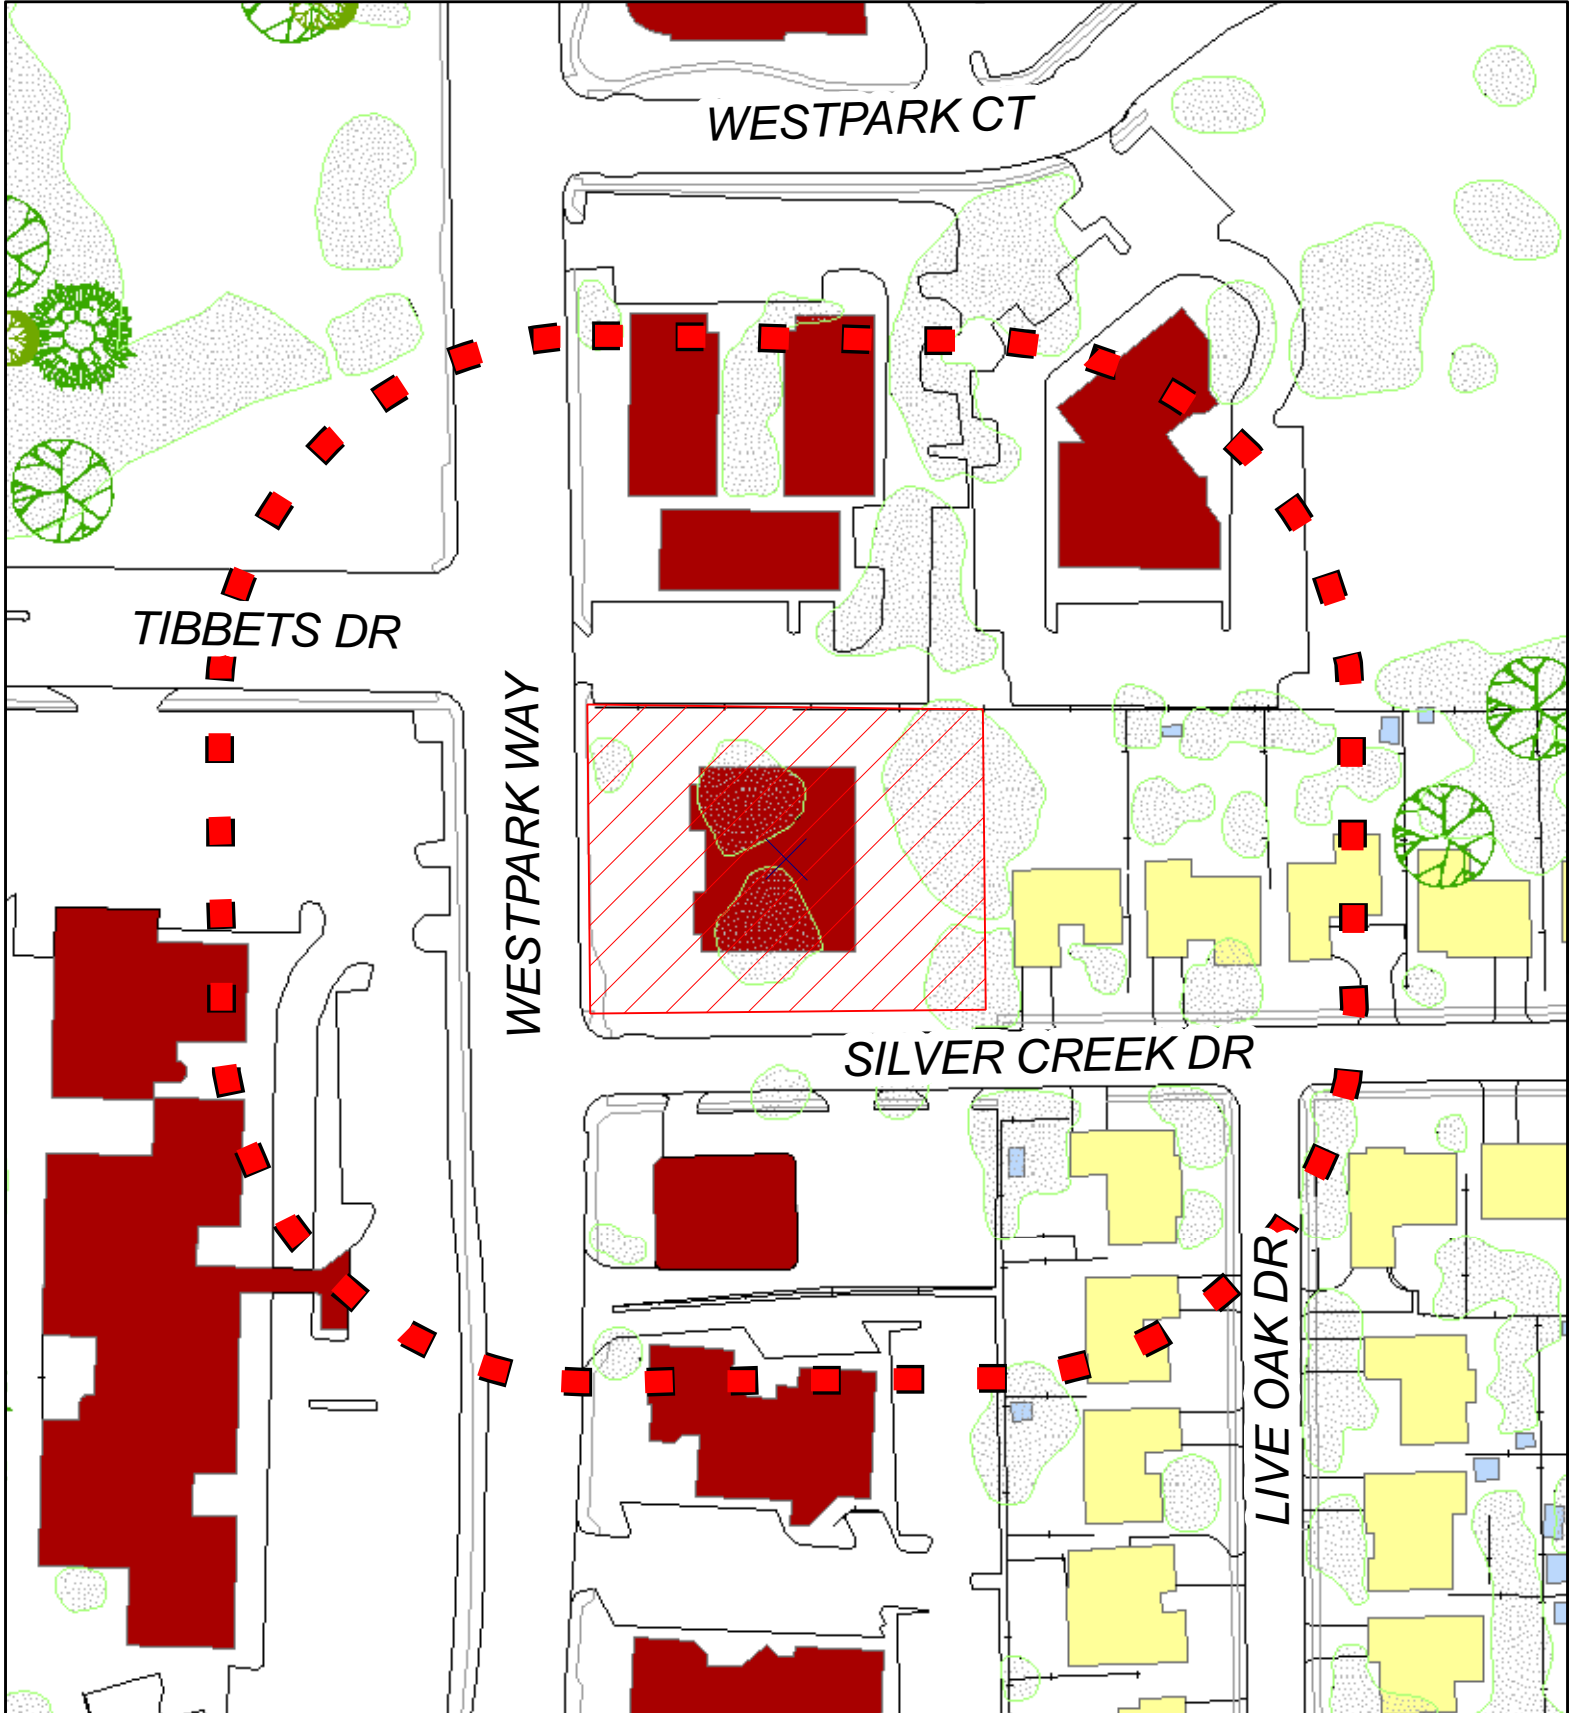 WESTPARK CT
TIBBETS DR
WESTPARK WAY
SILVER CREEK DR
LIVE OAK DR